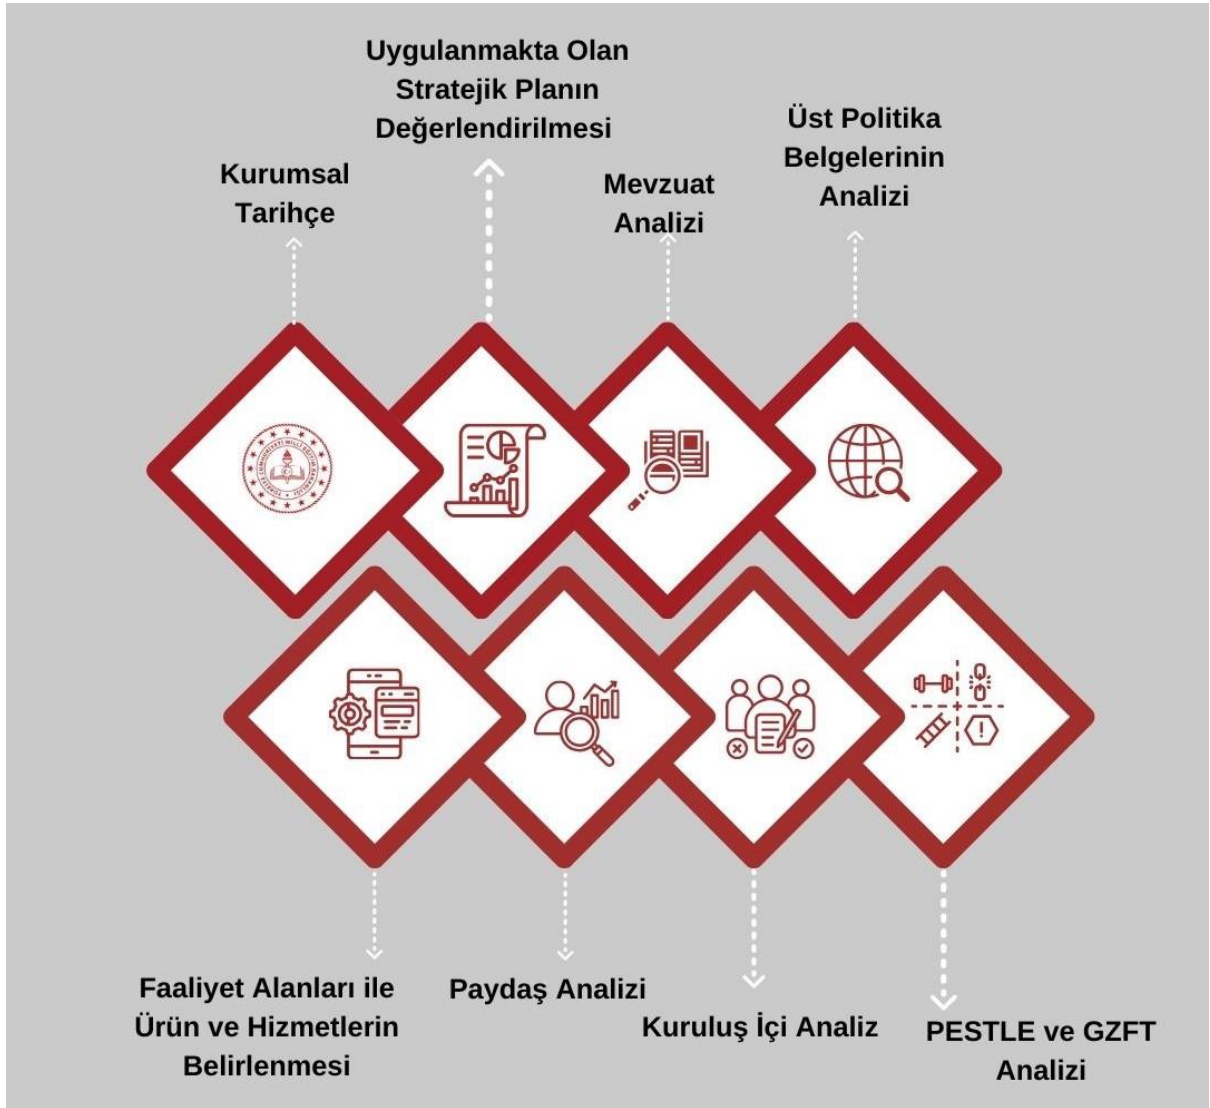 Uygulanmakta Olan
Stratejik Planın
Değerlendirilmesi
Kurumsal
Tarihçe
Mevzuat
Analizi
Üst Politika
Belgelerinin
Analizi
Faaliyet Alanları ile
Ürün ve Hizmetlerin
Belirlenmesi
Paydaş Analizi
Kuruluş İçi Analiz
PESTLE ve GZFT
Analizi